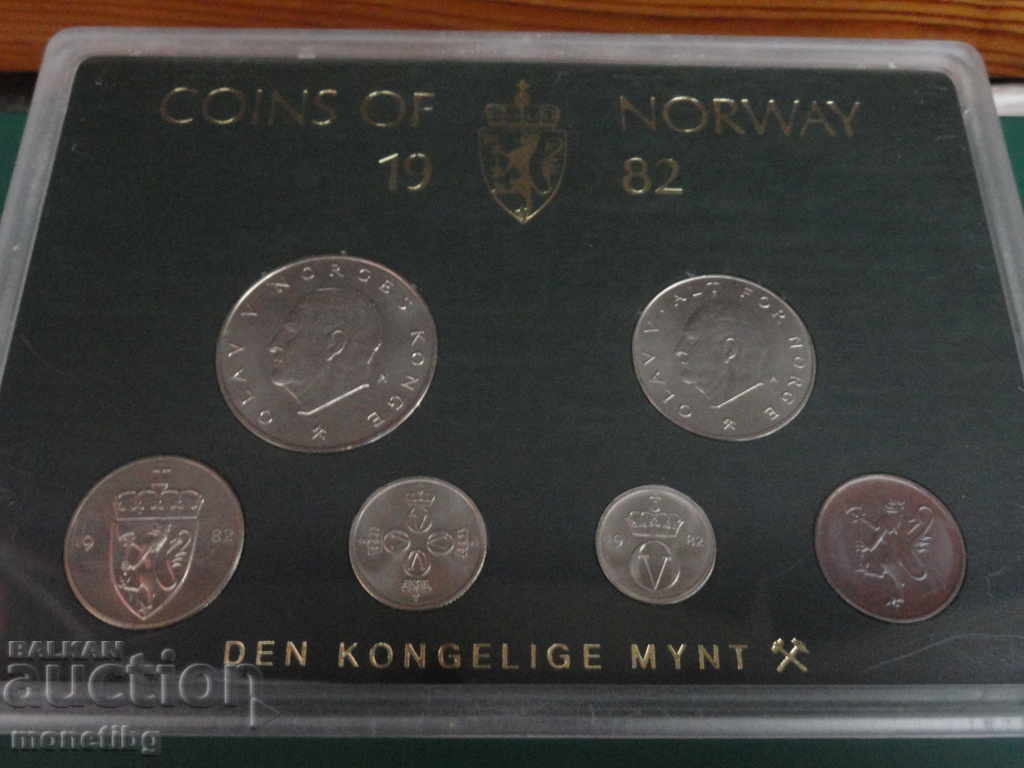 COINS OF NORWAY
19 82
OLAV V NORGES KONGE
OLAV V · ALT FOR NORGE
19 82
19 82
DEN KONGELIGE MYNT
BALKAN
auction
monetibg